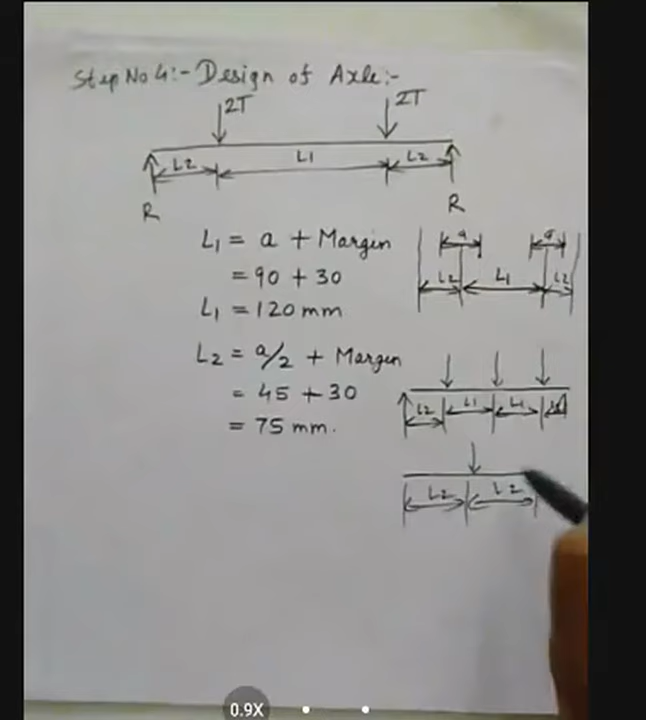 Step No 4:- Design of Axle:-
2T 2T
L2 L1 L2
R R
L1 = a + Margin
= 90 + 30
L1 = 120 mm
L2 = a/2 + Margin
= 45 + 30
= 75 mm.
a a
L2 L1 L2
L2 L1 L1
L2 L2
0.9X